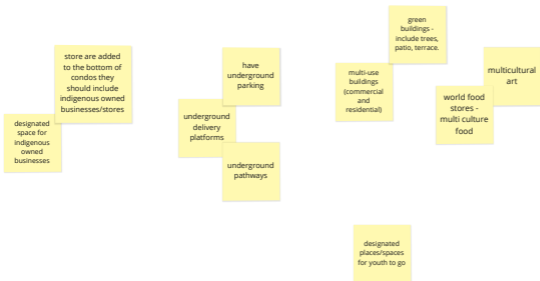 store are added
to the bottom of
condos they
should include
indigenous owned
businesses/stores
designated
space for
indigenous
owned
businesses
have
underground
parking
underground
delivery
platforms
underground
pathways
green
buildings -
include trees,
patio, terrace.
multi-use
buildings
(commercial
and
residential)
multicultural
art
world food
stores -
multi culture
food
designated
places/spaces
for youth to go